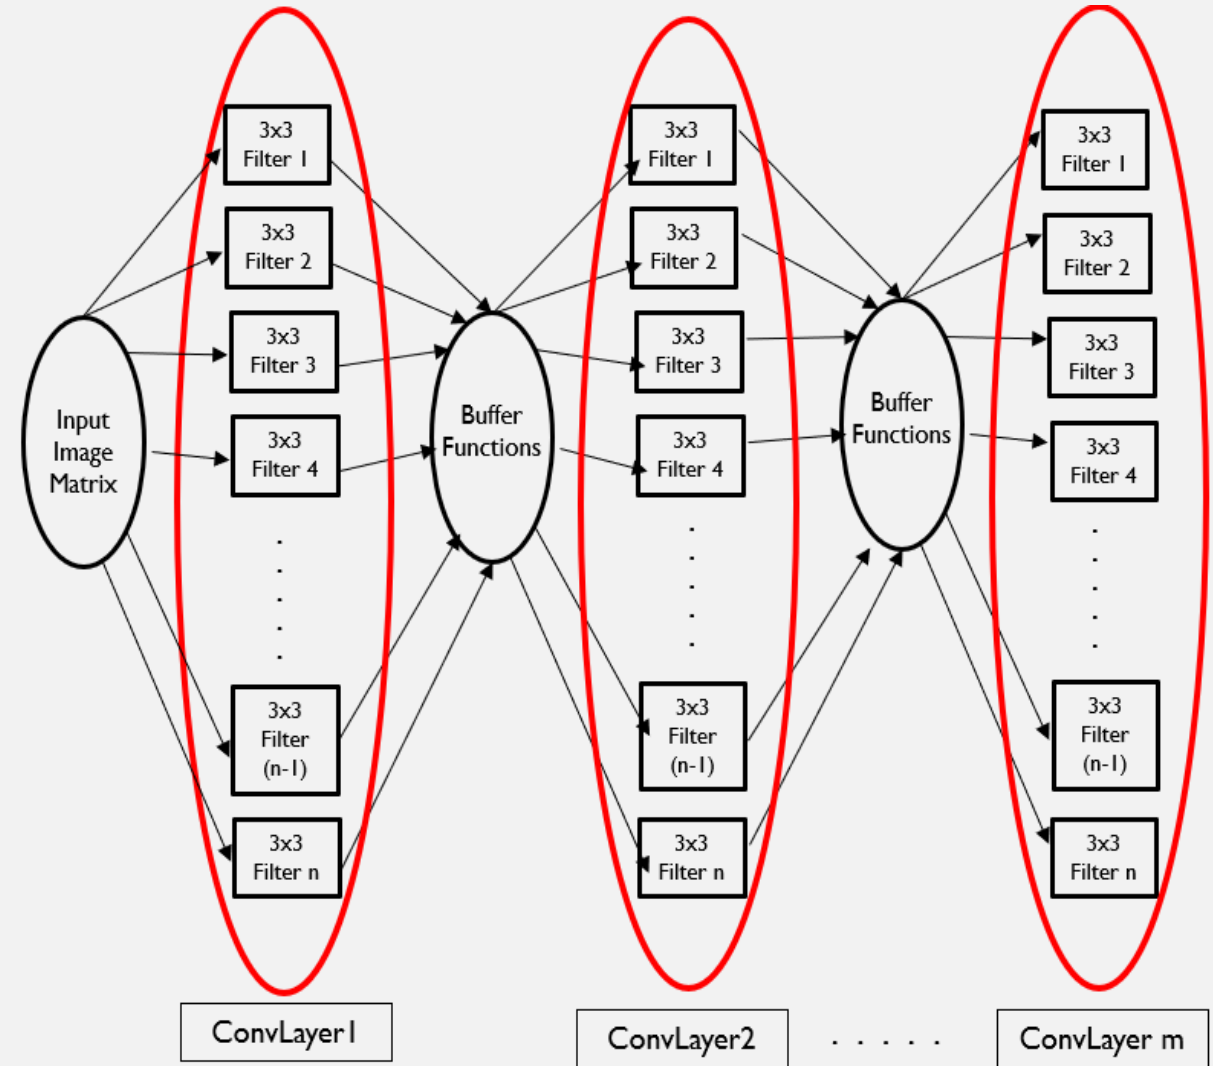 3x3
Filter 1
3x3
Filter 2
3x3
Filter 3
3x3
Filter 4
3x3
Filter
(n-1)
3x3
Filter n
Input
Image
Matrix
Buffer
Functions
3x3
Filter 1
3x3
Filter 2
3x3
Filter 3
3x3
Filter 4
3x3
Filter
(n-1)
3x3
Filter n
Buffer
Functions
3x3
Filter 1
3x3
Filter 2
3x3
Filter 3
3x3
Filter 4
3x3
Filter
(n-1)
3x3
Filter n
ConvLayer1
ConvLayer2
. . . . .
ConvLayer m